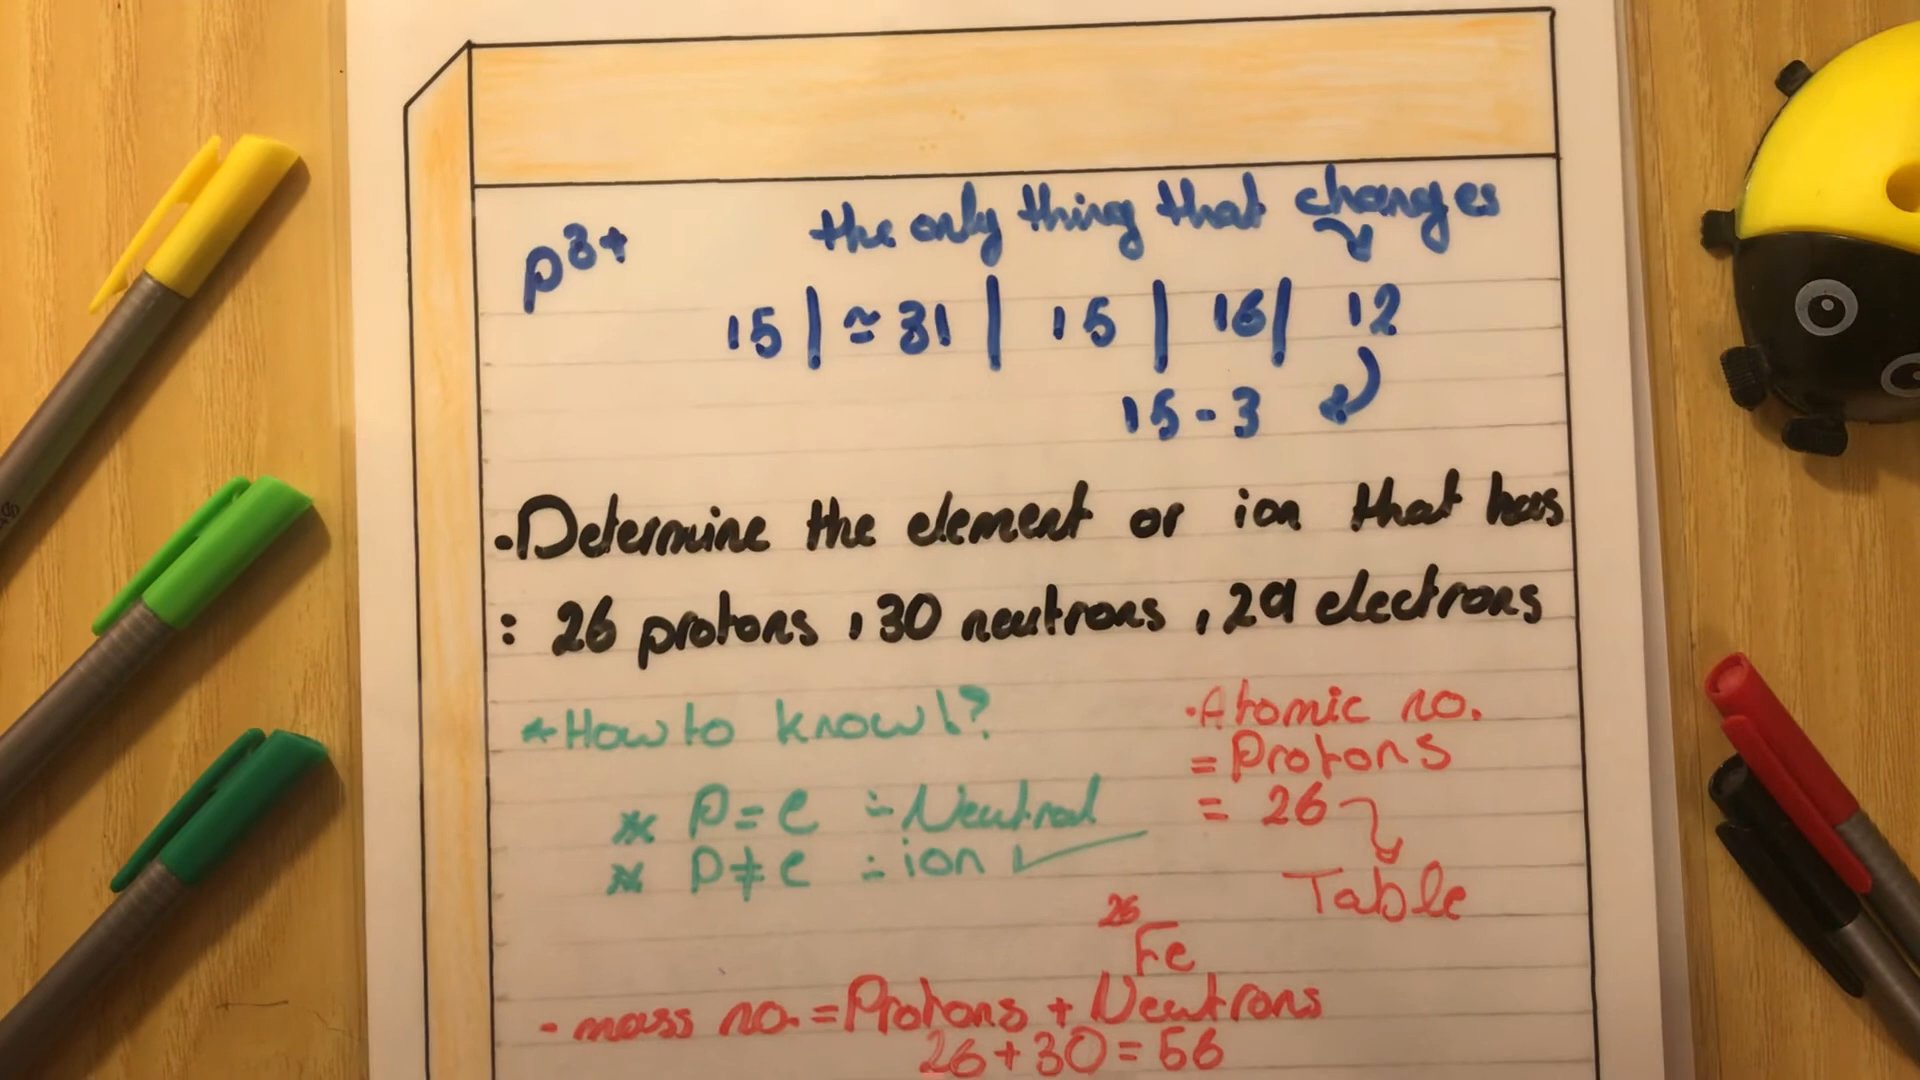 P3+
the only thing that changes
15 | ≃ 31 | 15 | 16 | 12
15 - 3
• Determine the element or ion that has
: 26 protons , 30 neutrons , 29 electrons
* How to know!?
* P = e :- Neutral
* P ≠ e :- ion ✓
• Atomic no.
= Protons
= 26
Table
26
Fe
- mass no. = Protons + Neutrons
26 + 30 = 56